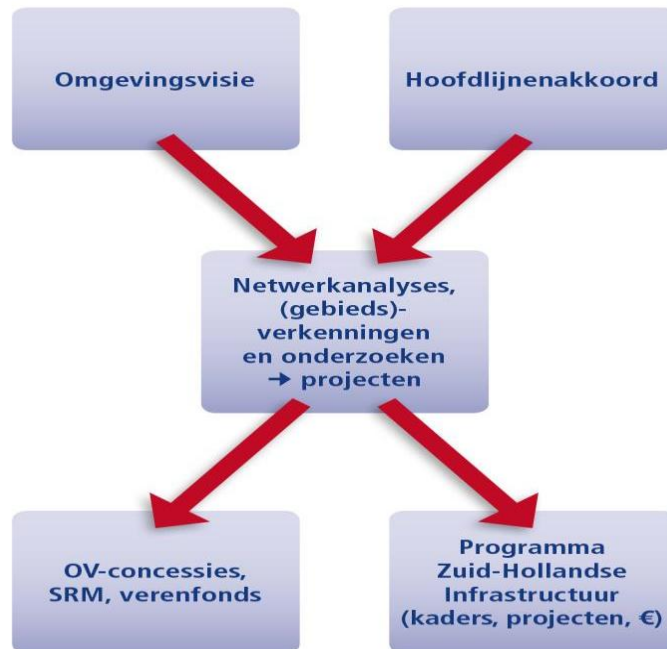 Omgevingsvisie
Hoofdlijnenakkoord
Netwerkanalyses,
(gebieds)-
verkenningen
en onderzoeken
→ projecten
OV-concessies,
SRM, verenfonds
Programma
Zuid-Hollandse
Infrastructuur
(kaders, projecten, €)